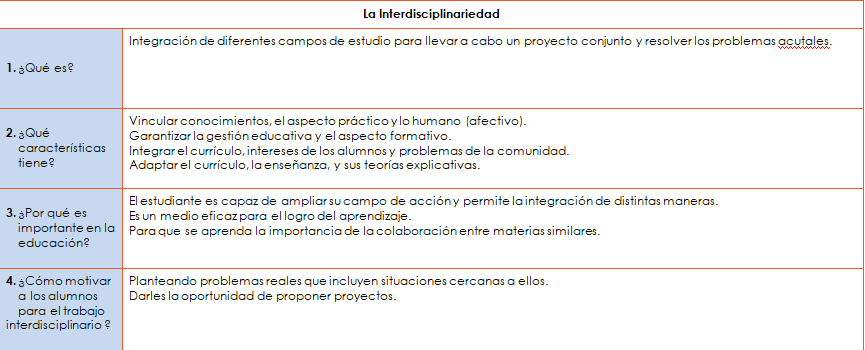 La Interdisciplinariedad
1. ¿Qué es?
Integración de diferentes campos de estudio para llevar a cabo un proyecto conjunto y resolver los problemas acutales.
2. ¿Qué
características
tiene?
Vincular conocimientos, el aspecto práctico y lo humano (afectivo).
Garantizar la gestión educativa y el aspecto formativo.
Integrar el currículo, intereses de los alumnos y problemas de la comunidad.
Adaptar el currículo, la enseñanza, y sus teorías explicativas.
3. ¿Por qué es
importante en la
educación?
El estudiante es capaz de ampliar su campo de acción y permite la integración de distintas maneras.
Es un medio eficaz para el logro del aprendizaje.
Para que se aprenda la importancia de la colaboración entre materias similares.
4. ¿Cómo motivar
a los alumnos
para el trabajo
interdisciplinario ?
Planteando problemas reales que incluyen situaciones cercanas a ellos.
Darles la oportunidad de proponer proyectos.